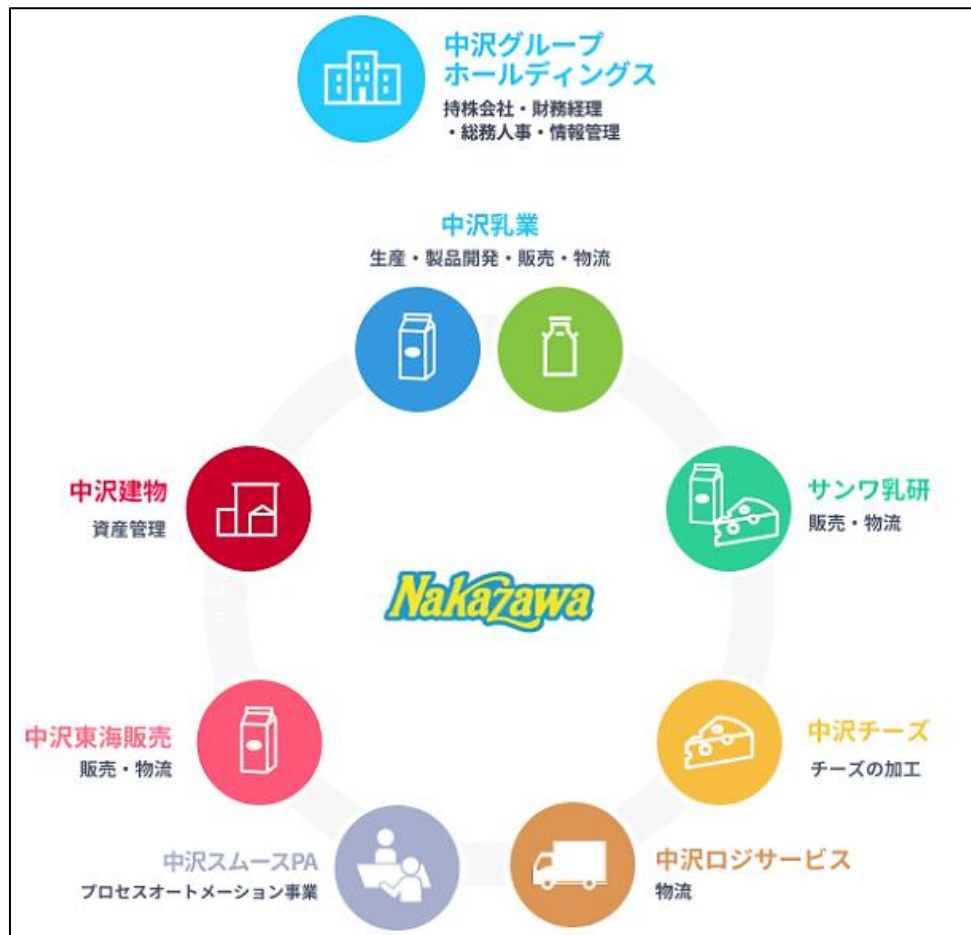 中沢グループ
ホールディングス
持株会社・財務経理
・総務人事・情報管理
中沢乳業
生産・製品開発・販売・物流
中沢建物
資産管理
サンワ乳研
販売・物流
Nakazawa
中沢東海販売
販売・物流
中沢チーズ
チーズの加工
中沢スムースPA
プロセスオートメーション事業
中沢ロジサービス
物流